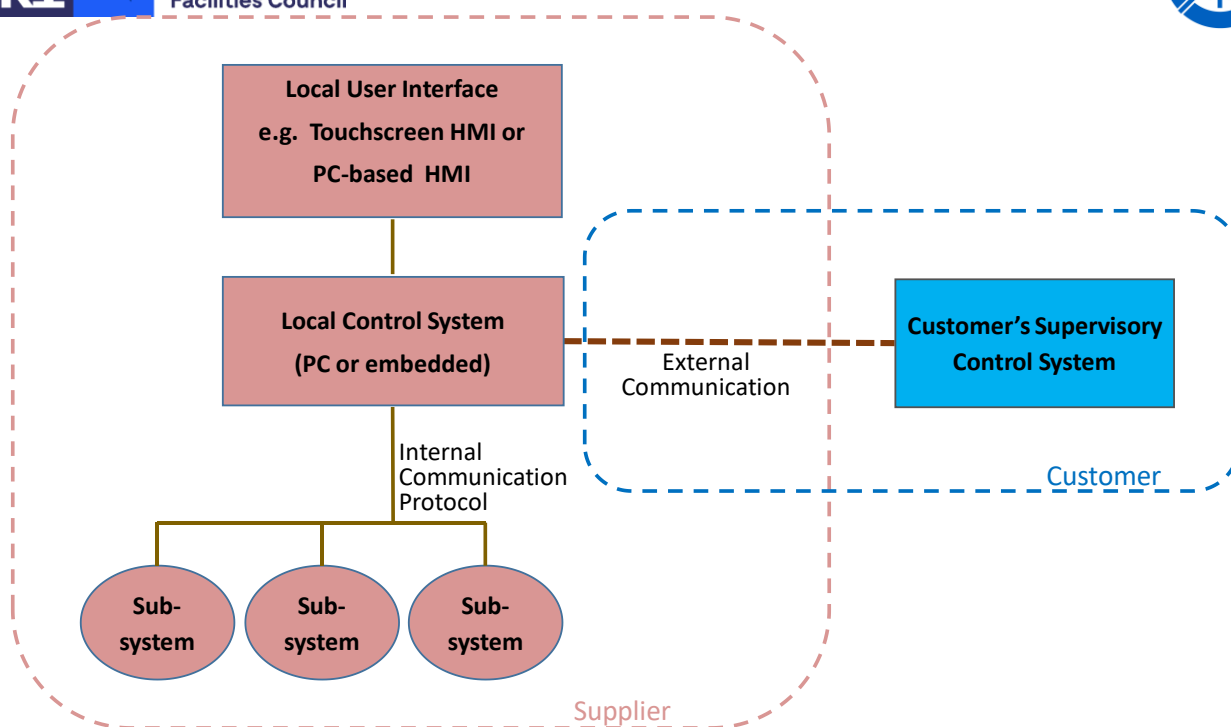 Facilities Council
Local User Interface
e.g. Touchscreen HMI or
PC-based HMI
Local Control System
(PC or embedded)
External
Communication
Customer’s Supervisory
Control System
Internal
Communication
Protocol
Customer
Sub-
system
Sub-
system
Sub-
system
Supplier